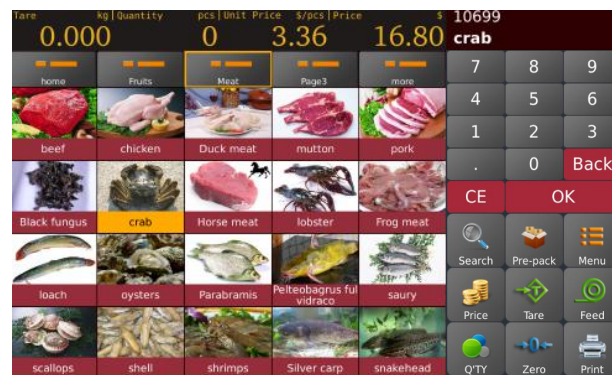 Tare kg|Quantity pcs|Unit Price $/pcs|Price $
0.000 0 3.36 16.80
10699
crab
home Fruits Meat Page3 more
7 8 9
4 5 6
1 2 3
. 0 Back
CE OK
beef chicken Duck meat mutton pork
Black fungus crab Horse meat lobster Frog meat
loach oysters Parabramis Pelteobagrus ful
vidraco saury
scallops shell shrimps Silver carp snakehead
Search Pre-pack Menu
Price Tare Feed
Q'TY Zero Print